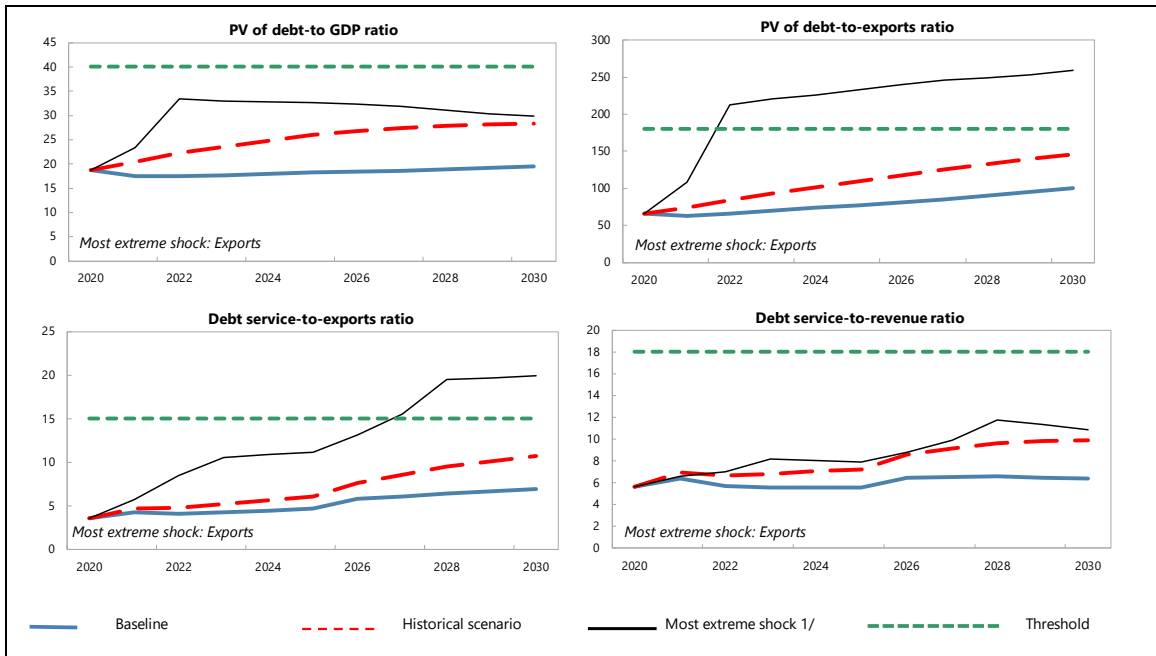 PV of debt-to GDP ratio
45
40
35
30
25
20
15
10
5
0
Most extreme shock: Exports
2020 2022 2024 2026 2028 2030
PV of debt-to-exports ratio
300
250
200
150
100
50
0
Most extreme shock: Exports
2020 2022 2024 2026 2028 2030
Debt service-to-exports ratio
25
20
15
10
5
0
Most extreme shock: Exports
2020 2022 2024 2026 2028 2030
Debt service-to-revenue ratio
20
18
16
14
12
10
8
6
4
2
0
Most extreme shock: Exports
2020 2022 2024 2026 2028 2030
Baseline Historical scenario Most extreme shock 1/ Threshold